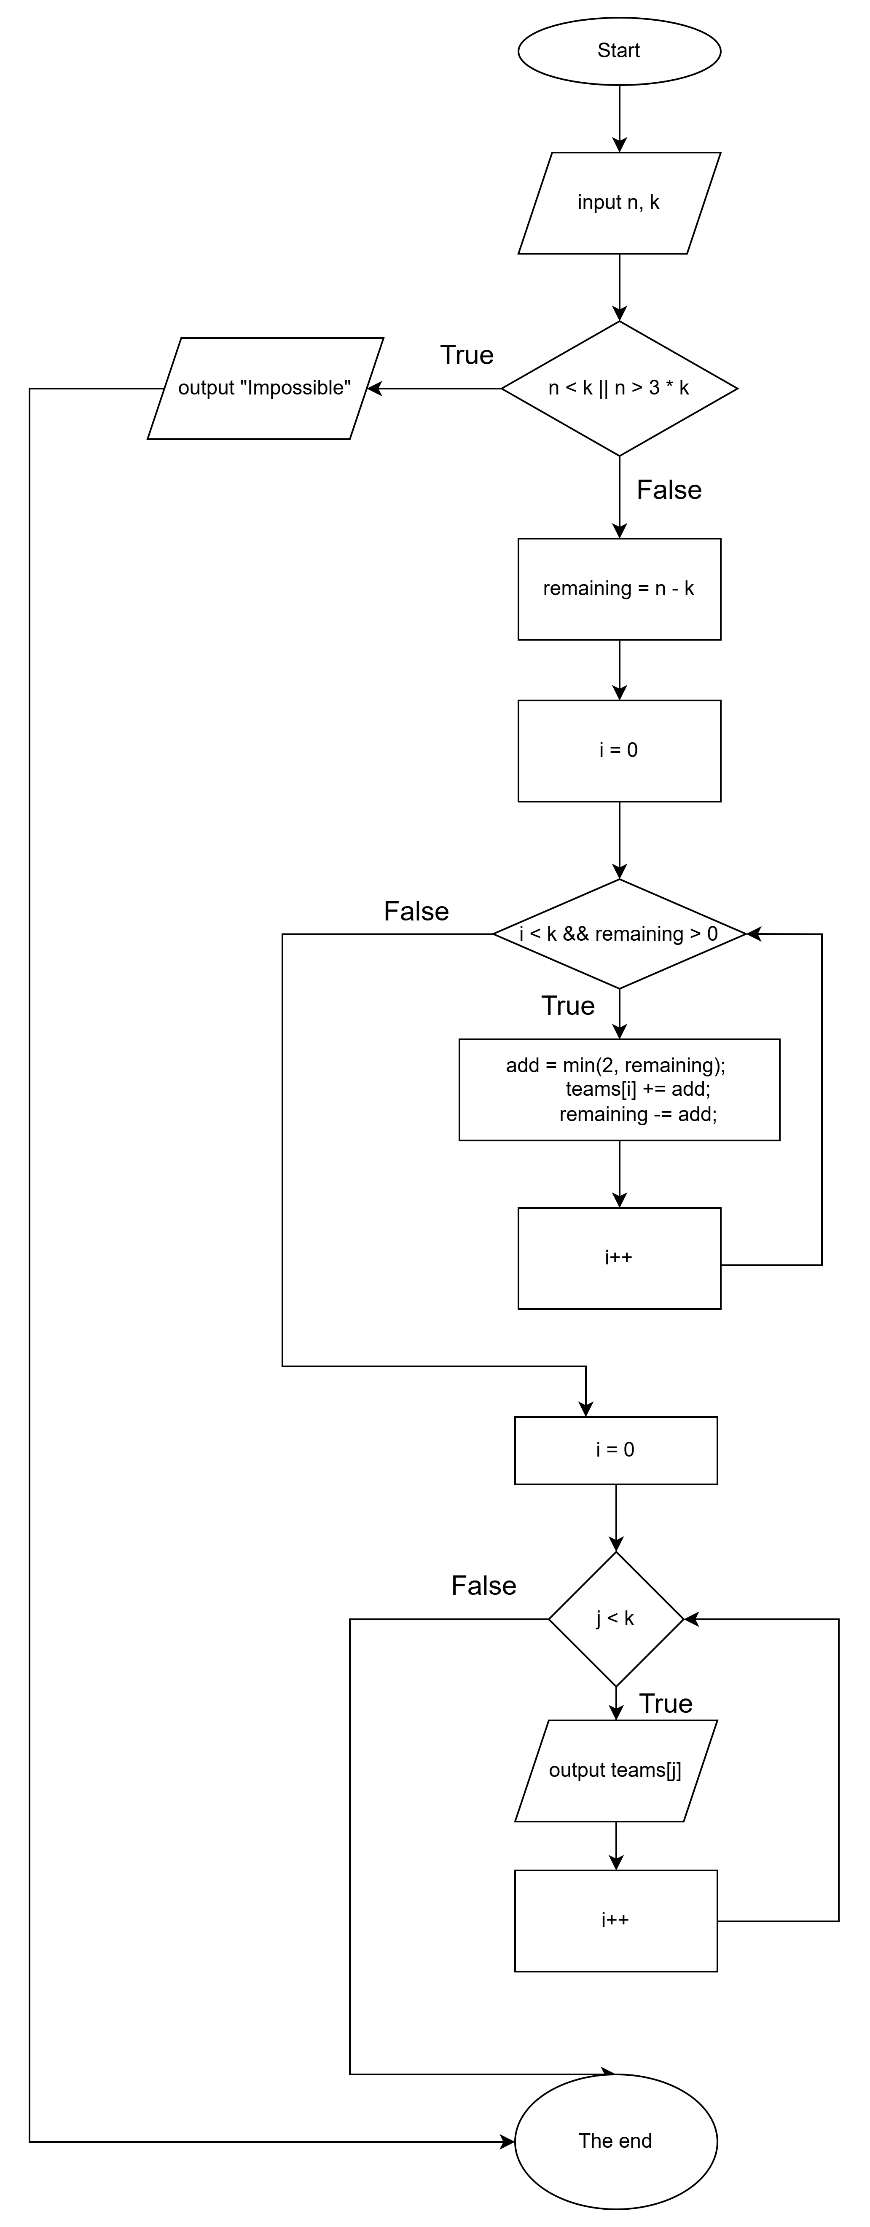 Start
input n, k
n < k || n > 3 * k
True
output "Impossible"
False
remaining = n - k
i = 0
i < k && remaining > 0
False
True
add = min(2, remaining);
teams[i] += add;
remaining -= add;
i++
i = 0
j < k
False
True
output teams[j]
i++
The end